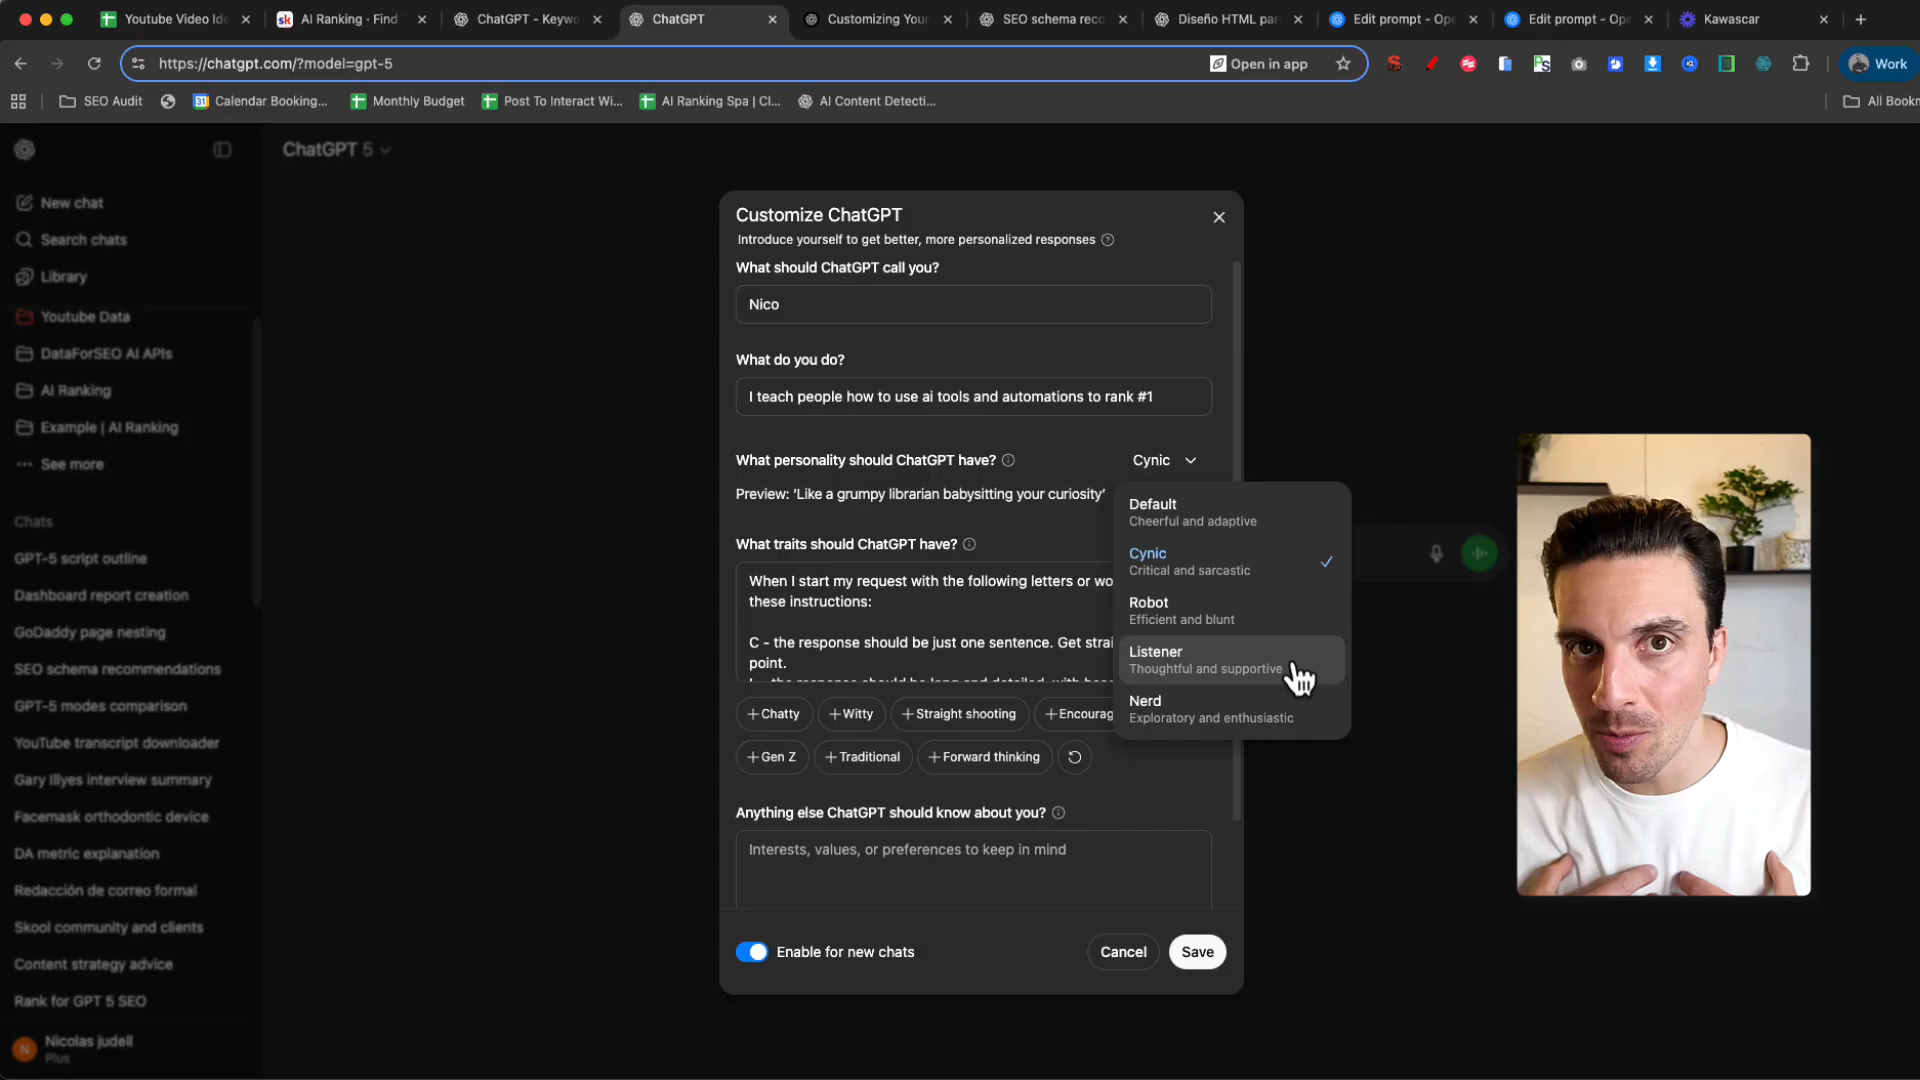 Youtube Video Id
AI Ranking · Find
ChatGPT - Keywo
ChatGPT
Customizing Your
SEO schema reco
Diseño HTML par
Edit prompt - Ope
Edit prompt - Ope
Kawascar
https://chatgpt.com/?model=gpt-5
Open in app
Work
SEO Audit
Calendar Booking...
Monthly Budget
Post To Interact Wi...
AI Ranking Spa | Cl...
AI Content Detecti...
All Bookm
ChatGPT 5
New chat
Search chats
Library
Youtube Data
DataForSEO AI APIs
AI Ranking
Example | AI Ranking
See more
Chats
GPT-5 script outline
Dashboard report creation
GoDaddy page nesting
SEO schema recommendations
GPT-5 modes comparison
YouTube transcript downloader
Gary Illyes interview summary
Facemask orthodontic device
DA metric explanation
Redacción de correo formal
Skool community and clients
Content strategy advice
Rank for GPT 5 SEO
N
Nicolas judell
Plus
Customize ChatGPT
Introduce yourself to get better, more personalized responses
What should ChatGPT call you?
Nico
What do you do?
I teach people how to use ai tools and automations to rank #1
What personality should ChatGPT have?
Cynic
Preview: 'Like a grumpy librarian babysitting your curiosity'
Default
Cheerful and adaptive
Cynic
Critical and sarcastic
Robot
Efficient and blunt
Listener
Thoughtful and supportive
Nerd
Exploratory and enthusiastic
What traits should ChatGPT have?
When I start my request with the following letters or wo
these instructions:
C - the response should be just one sentence. Get strai
point.
+ Chatty
+ Witty
+ Straight shooting
+ Encourag
+ Gen Z
+ Traditional
+ Forward thinking
Anything else ChatGPT should know about you?
Interests, values, or preferences to keep in mind
Enable for new chats
Cancel
Save